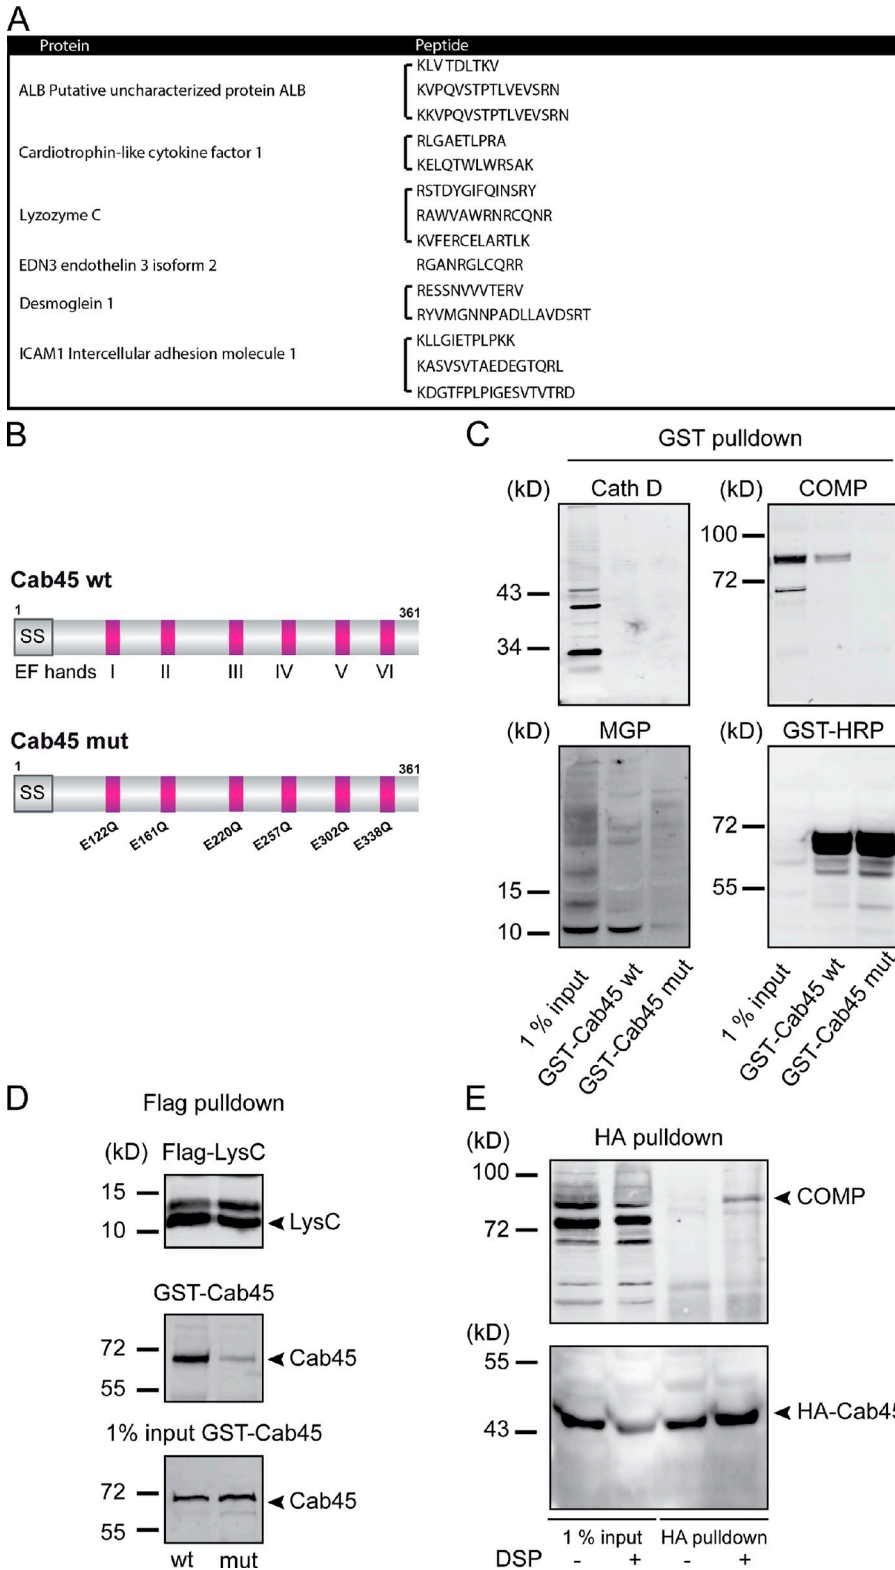 A
Protein Peptide
KLVTDLTKV
ALB Putative uncharacterized protein ALB KVPQVSTPTLVEVSRN
KKVPQVSTPTLVEVSRN
Cardiotrophin-like cytokine factor 1 RLGAETLPRA
KELQTWLWRSAK
RSTDYGIFQINSRY
Lyzozyme C RAWVAWRNRCQNR
KVFERCELARTLK
EDN3 endothelin 3 isoform 2 RGANRGLCQRR
Desmoglein 1 RESSNVVVTERV
RYVMGNNPADLLAVDSRT
ICAM1 Intercellular adhesion molecule 1 KLLGIETPLPKK
KASVSVTAEDEGTQRL
KDGTFPLPIGESVTVTRD
B
Cab45 wt
1 361
SS
EF hands I II III IV V VI
Cab45 mut
1 361
SS
E122Q E161Q E220Q E257Q E302Q E338Q
C
GST pulldown
(kD) Cath D (kD) COMP
100
72
43
34
(kD) MGP (kD) GST-HRP
72
55
15
10
1 % input GST-Cab45 wt GST-Cab45 mut 1 % input GST-Cab45 wt GST-Cab45 mut
D
Flag pulldown
(kD) Flag-LysC
15
10 LysC
GST-Cab45
72 Cab45
55
1% input GST-Cab45
72 Cab45
55
wt mut
E
HA pulldown
(kD)
100 COMP
72
(kD)
55
43 HA-Cab45
1 % input HA pulldown
DSP - + - +